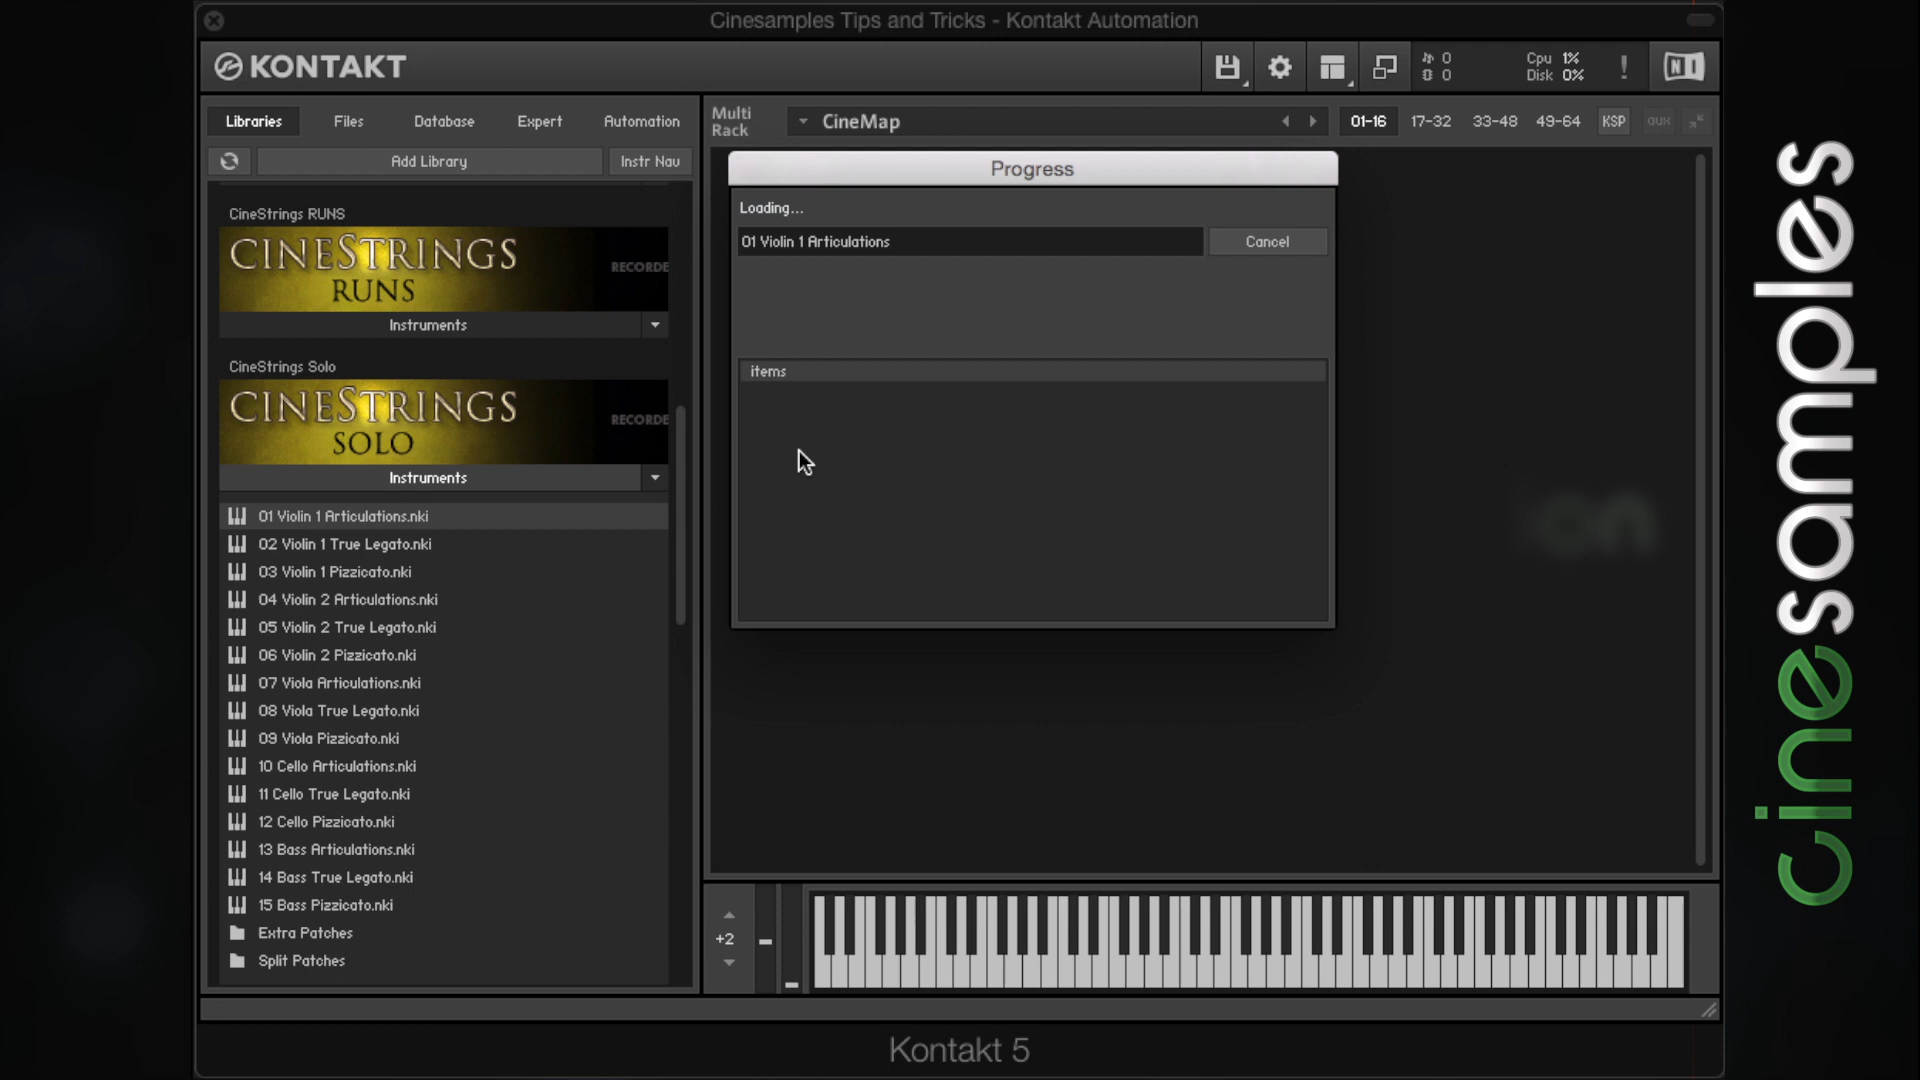 Cinesamples Tips and Tricks - Kontakt Automation
KONTAKT
0
0
Cpu 1%
Disk 0%
!
NI
Libraries
Files
Database
Expert
Automation
Multi
Rack
CineMap
01-16
17-32
33-48
49-64
KSP
aux
Add Library
Instr Nav
Progress
Loading...
01 Violin 1 Articulations
Cancel
items
CineStrings RUNS
CINESTRINGS
RUNS
RECORDE
Instruments
CineStrings Solo
CINESTRINGS
SOLO
RECORDE
Instruments
01 Violin 1 Articulations.nki
02 Violin 1 True Legato.nki
03 Violin 1 Pizzicato.nki
04 Violin 2 Articulations.nki
05 Violin 2 True Legato.nki
06 Violin 2 Pizzicato.nki
07 Viola Articulations.nki
08 Viola True Legato.nki
09 Viola Pizzicato.nki
10 Cello Articulations.nki
11 Cello True Legato.nki
12 Cello Pizzicato.nki
13 Bass Articulations.nki
14 Bass True Legato.nki
15 Bass Pizzicato.nki
Extra Patches
Split Patches
+2
Kontakt 5
cinesamples